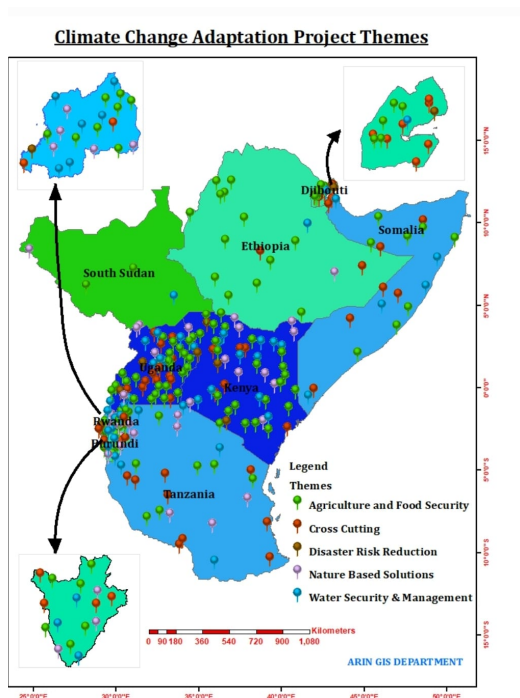 Climate Change Adaptation Project Themes
Djibouti
Somalia
Ethiopia
South Sudan
Uganda
Kenya
Rwanda
Burundi
Tanzania
Legend
Themes
Agriculture and Food Security
Cross Cutting
Disaster Risk Reduction
Nature Based Solutions
Water Security & Management
Kilometers
0 90 180 360 540 720 900 1,080
ARIN GIS DEPARTMENT